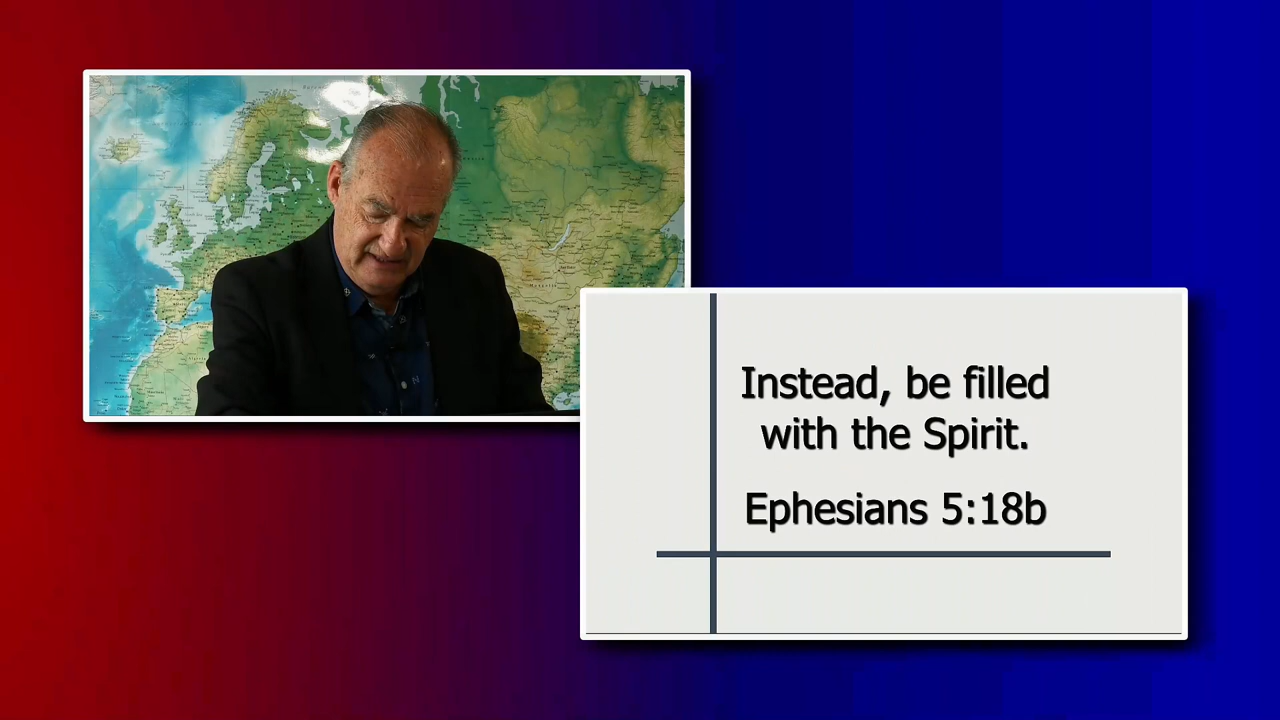 Instead, be filled
with the Spirit.
Ephesians 5:18b